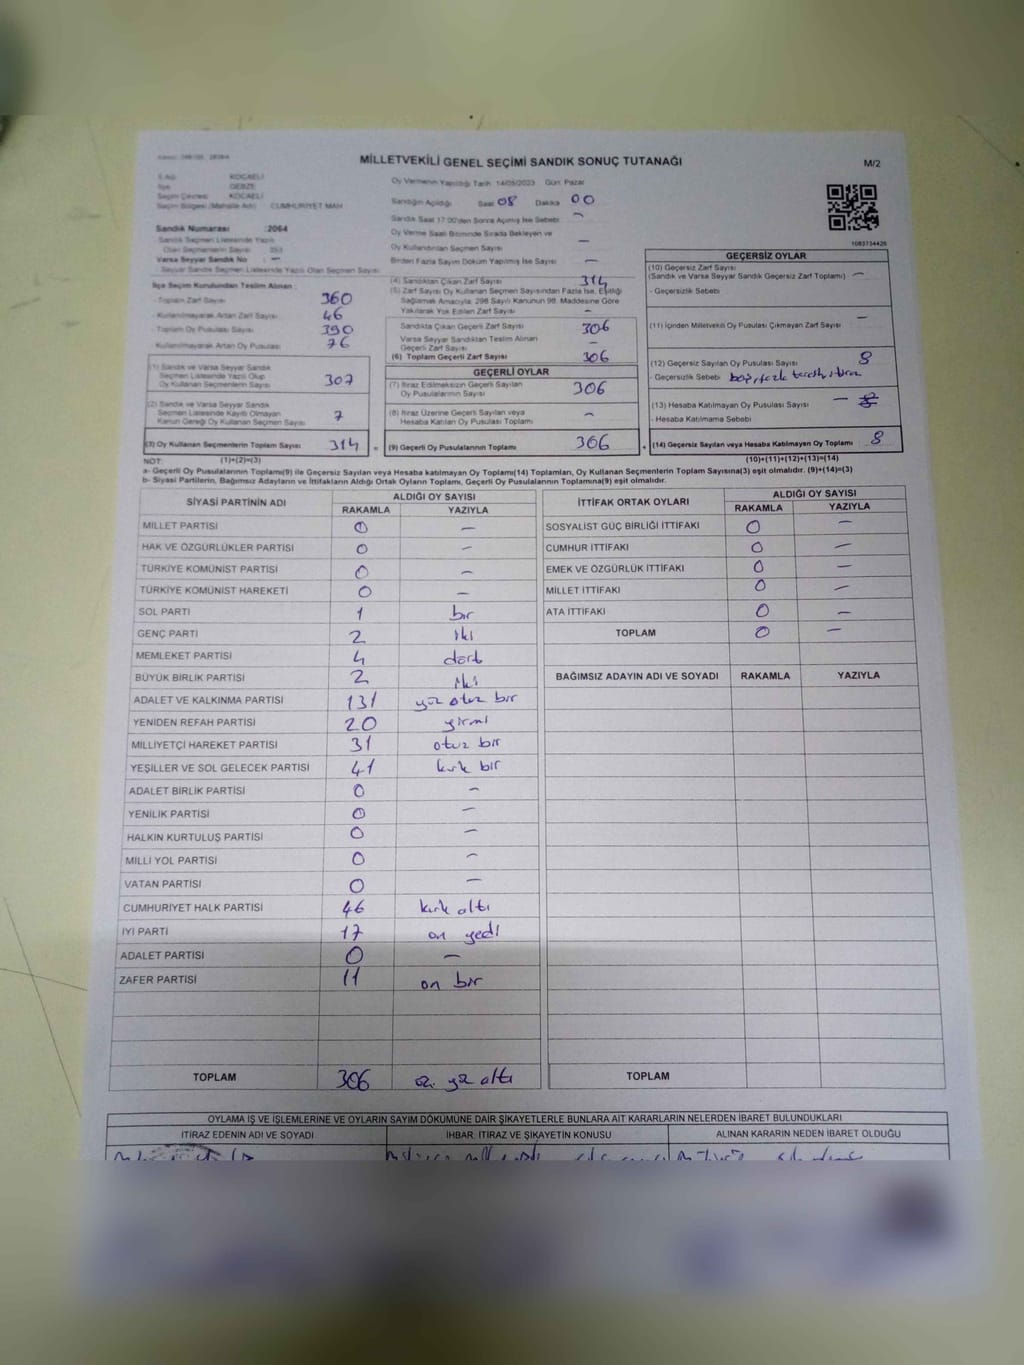 MİLLETVEKİLİ GENEL SEÇİMİ SANDIK SONUÇ TUTANAĞI
M/2
KOCAELİ
GEBZE
KOCAELİ
Seçim Bölgesi (Mahalle Adı) CUMHURİYET MAH
Sandık Numarası :2064
Sandık Seçmen Listesinde Yazılı
Olan Seçmenlerin Sayısı 353
Varsa Seyyar Sandık No : —
Seyyar Sandık Seçmen Listesinde Yazılı Olan Seçmen Sayısı
İlçe Seçim Kurulundan Teslim Alınan :
- Toplam Zarf Sayısı 360
- Kullanılmayarak Artan Zarf Sayısı 46
- Toplam Oy Pusulası Sayısı 390
- Kullanılmayarak Artan Oy Pusulası 76
(1) Sandık ve Varsa Seyyar Sandık
Seçmen Listesinde Yazılı Olup
Oy Kullanan Seçmenlerin Sayısı 307
(2) Sandık ve Varsa Seyyar Sandık
Seçmen Listesinde Kayıtlı Olmayan
Kanun Gereği Oy Kullanan Seçmenlerin Sayısı 7
(3) Oy Kullanan Seçmenlerin Toplam Sayısı 314 =
Oy Vermenin Yapıldığı Tarih 14/05/2023 Gün: Pazar
Sandığın Açıldığı Saat 08 Dakika 00
Sandık Saat 17:00'den Sonra Açılmış İse Sebebi: —
Oy Verme Saati Bitiminde Sırada Bekleyen ve
Oy Kullandırılan Seçmen Sayısı —
Birden Fazla Sayım Döküm Yapılmış İse Sayısı —
(4) Sandıktan Çıkan Zarf Sayısı 314
(5) Zarf Sayısı Oy Kullanan Seçmen Sayısından Fazla İse, Eşitliği
Sağlamak Amacıyla, 298 Sayılı Kanunun 98. Maddesine Göre
Yakılarak Yok Edilen Zarf Sayısı —
Sandıkta Çıkan Geçerli Zarf Sayısı 306
Varsa Seyyar Sandıktan Teslim Alınan
Geçerli Zarf Sayısı —
(6) Toplam Geçerli Zarf Sayısı 306
GEÇERLİ OYLAR
(7) İtiraz Edilmeksizin Geçerli Sayılan
Oy Pusulalarının Sayısı 306
(8) İtiraz Üzerine Geçerli Sayılan veya
Hesaba Katılan Oy Pusulalarının Sayısı —
(9) Geçerli Oy Pusulalarının Toplamı 306 +
1083734426
GEÇERSİZ OYLAR
(10) Geçersiz Zarf Sayısı
(Sandık ve Varsa Seyyar Sandık Geçersiz Zarf Toplamı) —
- Geçersizlik Sebebi
(11) İçinden Milletvekili Oy Pusulası Çıkmayan Zarf Sayısı —
(12) Geçersiz Sayılan Oy Pusulası Sayısı 8
- Geçersizlik Sebebi
(13) Hesaba Katılmayan Oy Pusulası Sayısı —
- Hesaba Katılmama Sebebi
(14) Geçersiz Sayılan veya Hesaba Katılmayan Oy Toplamı 8
NOT: (1)+(2)=(3) (10)+(11)+(12)+(13)=(14)
a- Geçerli Oy Pusulalarının Toplamı(9) ile Geçersiz Sayılan veya Hesaba katılmayan Oy Toplamı(14) Toplamları, Oy Kullanan Seçmenlerin Toplam Sayısına(3) eşit olmalıdır. (9)+(14)=(3)
b- Siyasi Partilerin, Bağımsız Adayların ve İttifakların Aldığı Ortak Oyların Toplamı, Geçerli Oy Pusulalarının Toplamına(9) eşit olmalıdır.
SİYASİ PARTİNİN ADI ALDIĞI OY SAYISI
RAKAMLA YAZIYLA
MİLLET PARTİSİ 0 —
HAK VE ÖZGÜRLÜKLER PARTİSİ 0 —
TÜRKİYE KOMÜNİST PARTİSİ 0 —
TÜRKİYE KOMÜNİST HAREKETİ 0 —
SOL PARTİ 1 bir
GENÇ PARTİ 2 iki
MEMLEKET PARTİSİ 4 dört
BÜYÜK BİRLİK PARTİSİ 2 iki
ADALET VE KALKINMA PARTİSİ 131 yüz otuz bir
YENİDEN REFAH PARTİSİ 20 yirmi
MİLLİYETÇİ HAREKET PARTİSİ 31 otuz bir
YEŞİLLER VE SOL GELECEK PARTİSİ 41 kırk bir
ADALET BİRLİK PARTİSİ 0 —
YENİLİK PARTİSİ 0 —
HALKIN KURTULUŞ PARTİSİ 0 —
MİLLİ YOL PARTİSİ 0 —
VATAN PARTİSİ 0 —
CUMHURİYET HALK PARTİSİ 46 kırk altı
İYİ PARTİ 17 on yedi
ADALET PARTİSİ 0 —
ZAFER PARTİSİ 11 on bir
TOPLAM 306 üç yüz altı
İTTİFAK ORTAK OYLARI ALDIĞI OY SAYISI
RAKAMLA YAZIYLA
SOSYALİST GÜÇ BİRLİĞİ İTTİFAKI 0 —
CUMHUR İTTİFAKI 0 —
EMEK VE ÖZGÜRLÜK İTTİFAKI 0 —
MİLLET İTTİFAKI 0 —
ATA İTTİFAKI 0 —
TOPLAM 0 —
BAĞIMSIZ ADAYIN ADI VE SOYADI RAKAMLA YAZIYLA
TOPLAM
OYLAMA İŞ VE İŞLEMLERİNE VE OYLARIN SAYIM DÖKÜMÜNE DAİR ŞİKAYETLERLE BUNLARA AİT KARARLARIN NELERDEN İBARET BULUNDUKLARI
İTİRAZ EDENİN ADI VE SOYADI İHBAR, İTİRAZ VE ŞİKAYETİN KONUSU ALINAN KARARIN NEDEN İBARET OLDUĞU